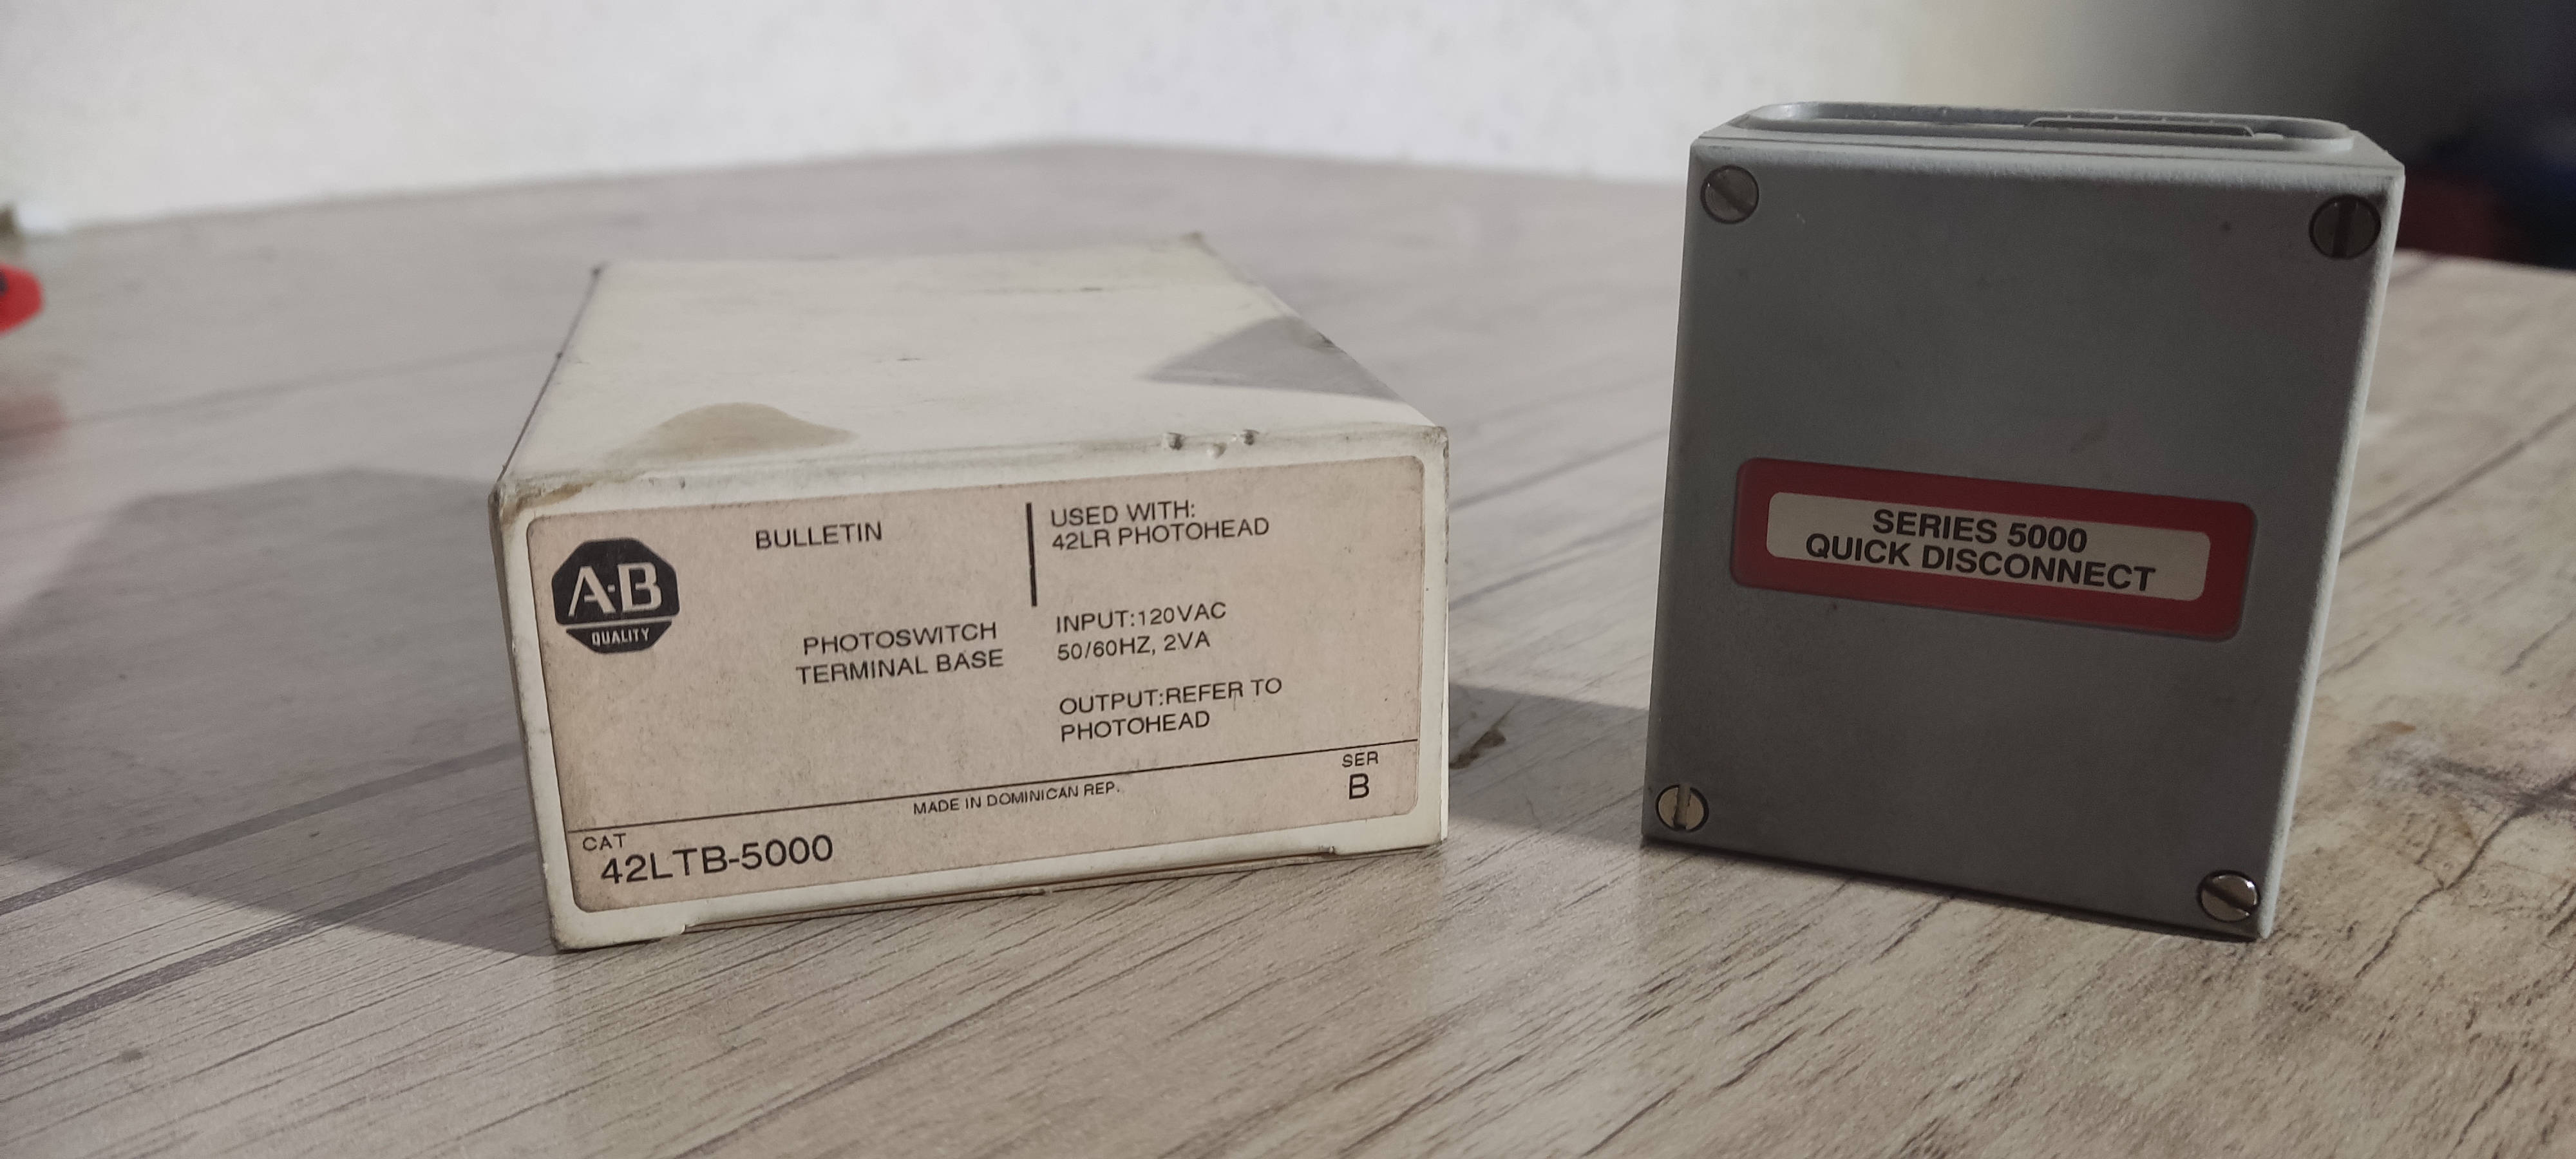 A-B
QUALITY
BULLETIN
PHOTOSWITCH
TERMINAL BASE
USED WITH:
42LR PHOTOHEAD
INPUT:120VAC
50/60HZ, 2VA
OUTPUT:REFER TO
PHOTOHEAD
MADE IN DOMINICAN REP.
SER
B
CAT
42LTB-5000
SERIES 5000
QUICK DISCONNECT